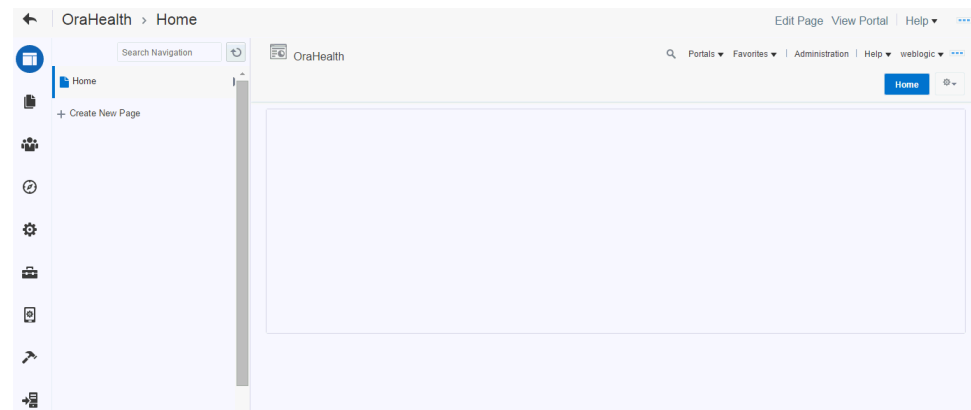 OraHealth > Home
Edit Page View Portal Help
Search Navigation
OraHealth
Portals Favorites Administration Help weblogic
Home
Home
+ Create New Page